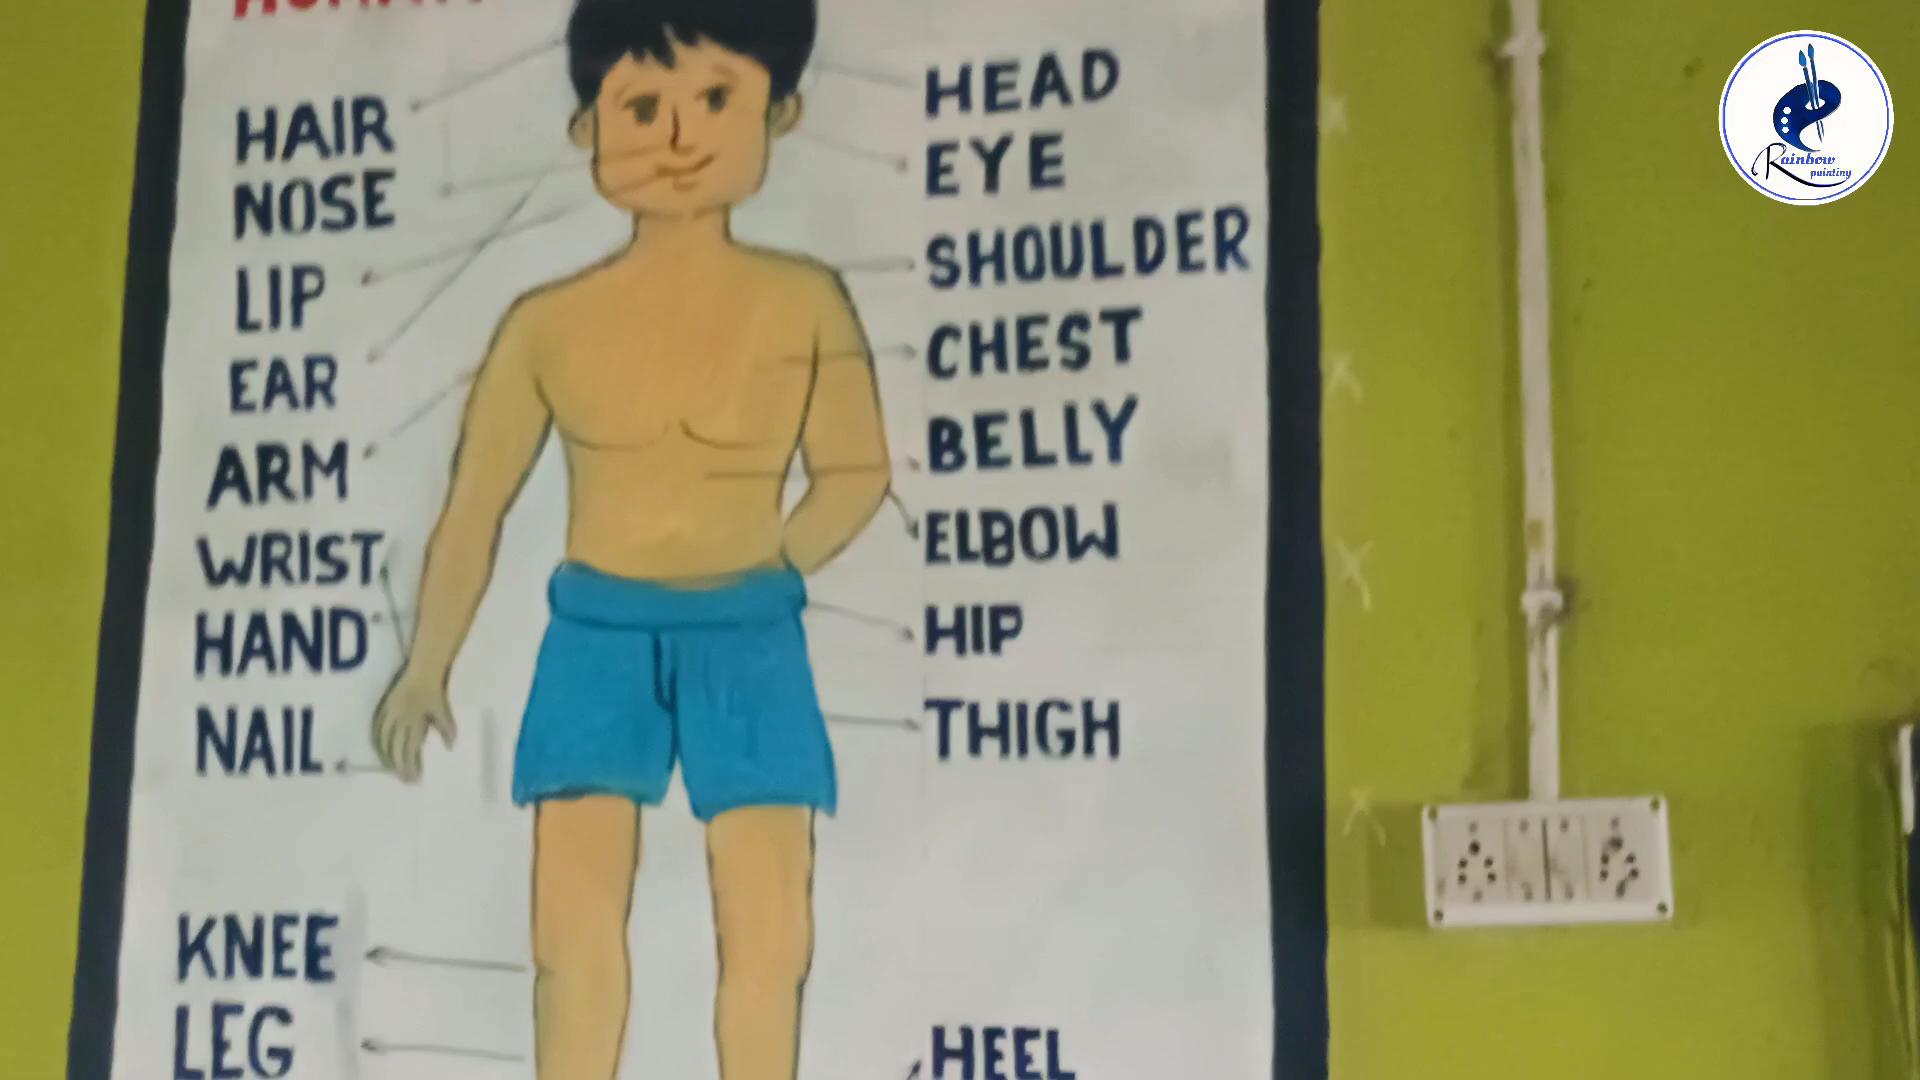 HUMAN
HAIR
NOSE
LIP
EAR
ARM
WRIST
HAND
NAIL
KNEE
LEG
HEAD
EYE
SHOULDER
CHEST
BELLY
ELBOW
HIP
THIGH
HEEL
Rainbow
painting